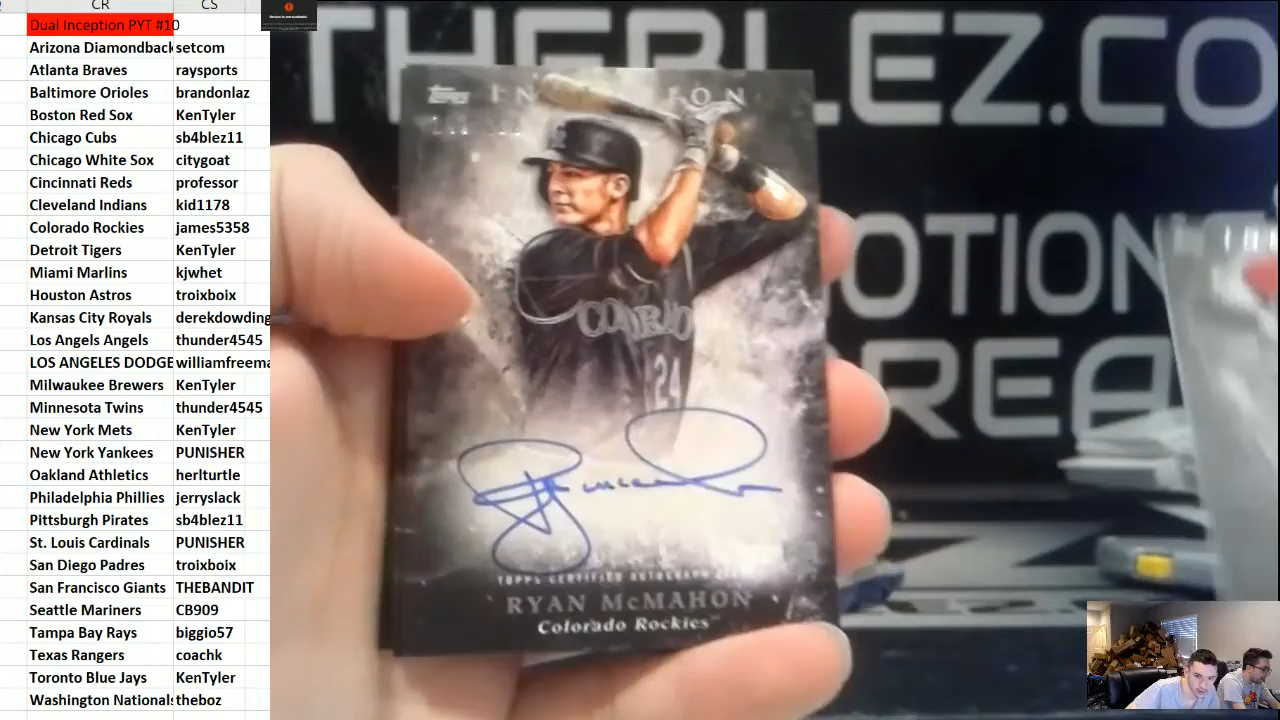 CR CS
Dual Inception PYT #10
Arizona Diamondback setcom
Atlanta Braves raysports
Baltimore Orioles brandonlaz
Boston Red Sox KenTyler
Chicago Cubs sb4blez11
Chicago White Sox citygoat
Cincinnati Reds professor
Cleveland Indians kid1178
Colorado Rockies james5358
Detroit Tigers KenTyler
Miami Marlins kjwhet
Houston Astros troixboix
Kansas City Royals derekdowding
Los Angels Angels thunder4545
LOS ANGELES DODGE williamfreema
Milwaukee Brewers KenTyler
Minnesota Twins thunder4545
New York Mets KenTyler
New York Yankees PUNISHER
Oakland Athletics herlturtle
Philadelphia Phillies jerryslack
Pittsburgh Pirates sb4blez11
St. Louis Cardinals PUNISHER
San Diego Padres troixboix
San Francisco Giants THEBANDIT
Seattle Mariners CB909
Tampa Bay Rays biggio57
Texas Rangers coachk
Toronto Blue Jays KenTyler
Washington Nationals theboz
THEBLEZ.CO
OTION
REA
Topps
24
TOPPS CERTIFIED AUTOGRAPH
RYAN McMAHON
Colorado Rockies